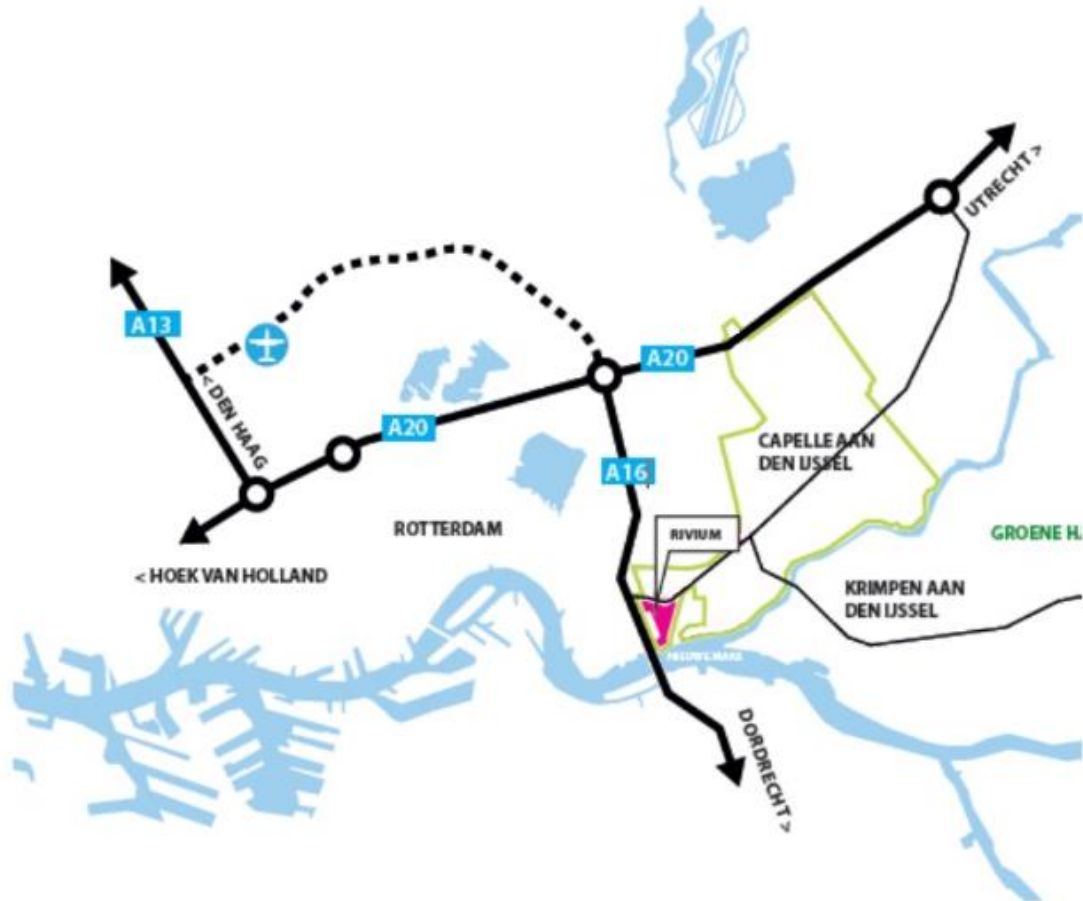 UTRECHT >
A13
< DEN HAAG
A20
A20
CAPELLE AAN
DEN IJSSEL
A16
RIVIUM
ROTTERDAM
GROENE HA
< HOEK VAN HOLLAND
KRIMPEN AAN
DEN IJSSEL
DORDRECHT >